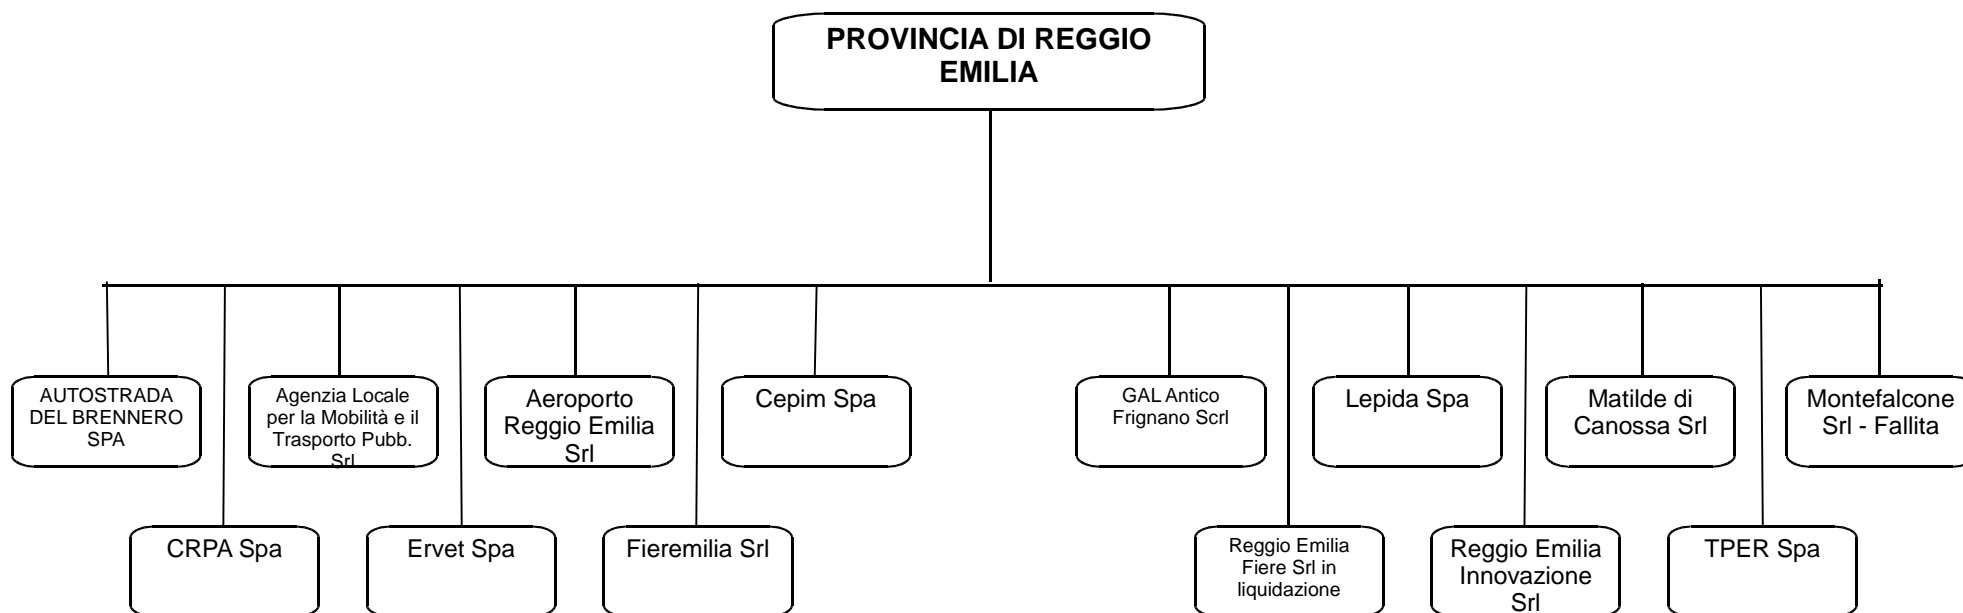 PROVINCIA DI REGGIO
EMILIA
AUTOSTRADA
DEL BRENNERO
SPA
Agenzia Locale
per la Mobilità e il
Trasporto Pubb.
Srl
Aeroporto
Reggio Emilia
Srl
Cepim Spa
GAL Antico
Frignano Scrl
Lepida Spa
Matilde di
Canossa Srl
Montefalcone
Srl - Fallita
CRPA Spa
Ervet Spa
Fieremilia Srl
Reggio Emilia
Fiere Srl in
liquidazione
Reggio Emilia
Innovazione
Srl
TPER Spa